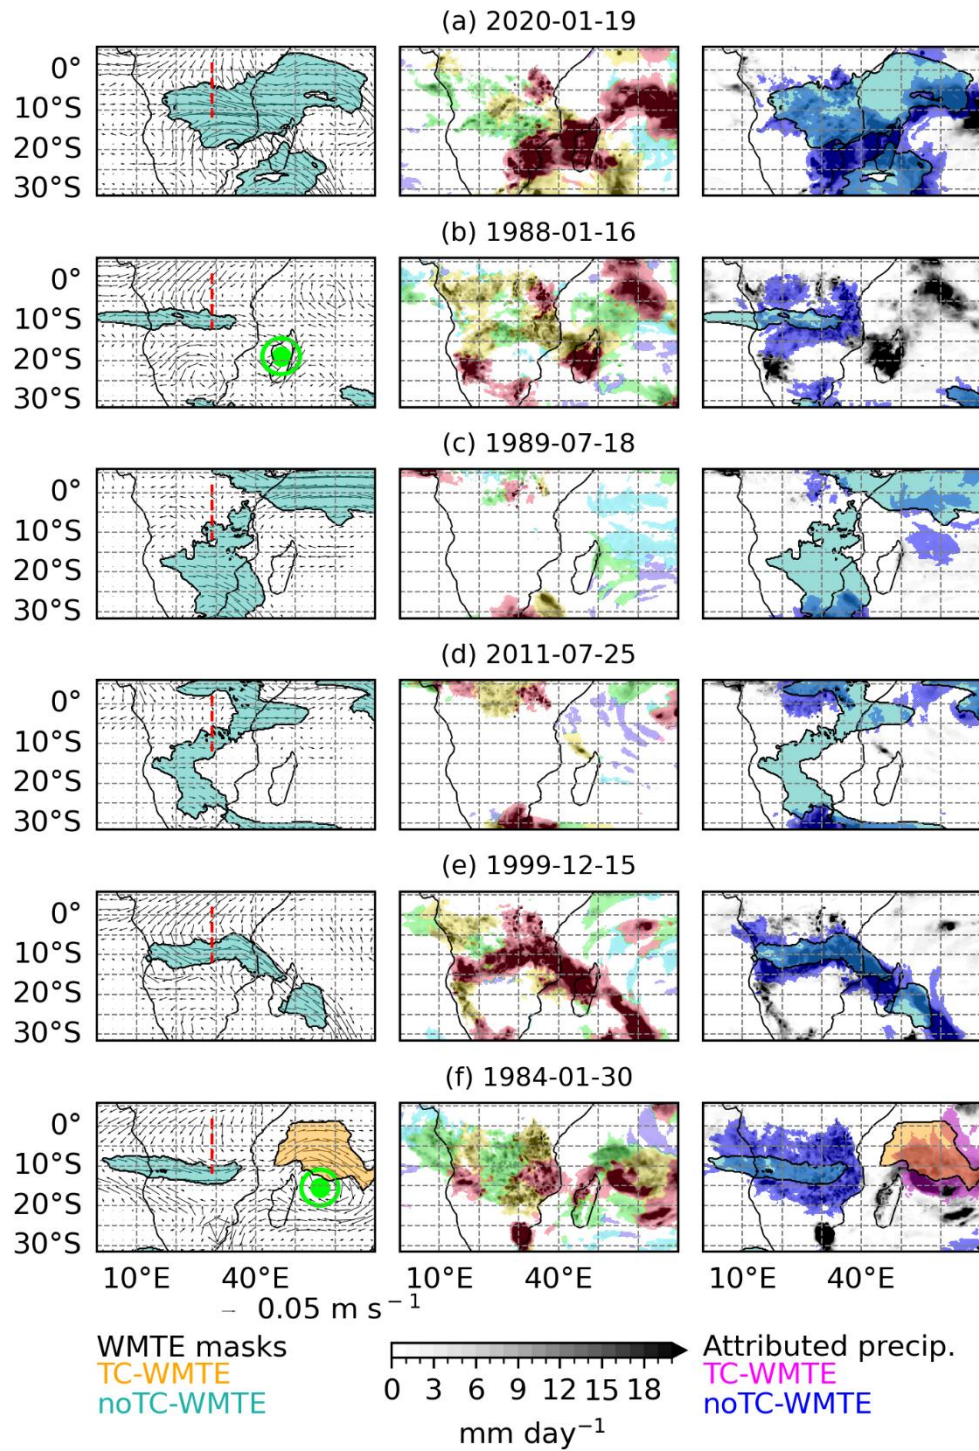 (a) 2020-01-19
0°
10°S
20°S
30°S
(b) 1988-01-16
0°
10°S
20°S
30°S
(c) 1989-07-18
0°
10°S
20°S
30°S
(d) 2011-07-25
0°
10°S
20°S
30°S
(e) 1999-12-15
0°
10°S
20°S
30°S
(f) 1984-01-30
0°
10°S
20°S
30°S
10°E 40°E 10°E 40°E 10°E 40°E
0.05 m s⁻¹
WMTE masks
TC-WMTE
noTC-WMTE
0 3 6 9 12 15 18
mm day⁻¹
Attributed precip.
TC-WMTE
noTC-WMTE